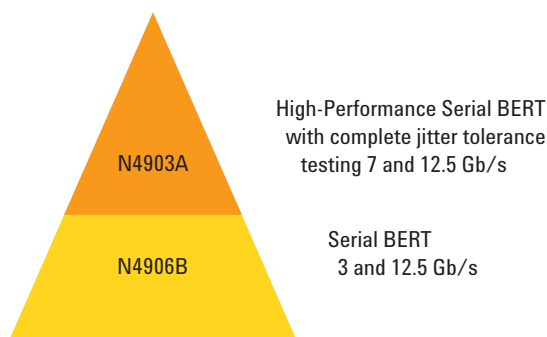 N4903A
High-Performance Serial BERT
with complete jitter tolerance
testing 7 and 12.5 Gb/s
N4906B
Serial BERT
3 and 12.5 Gb/s